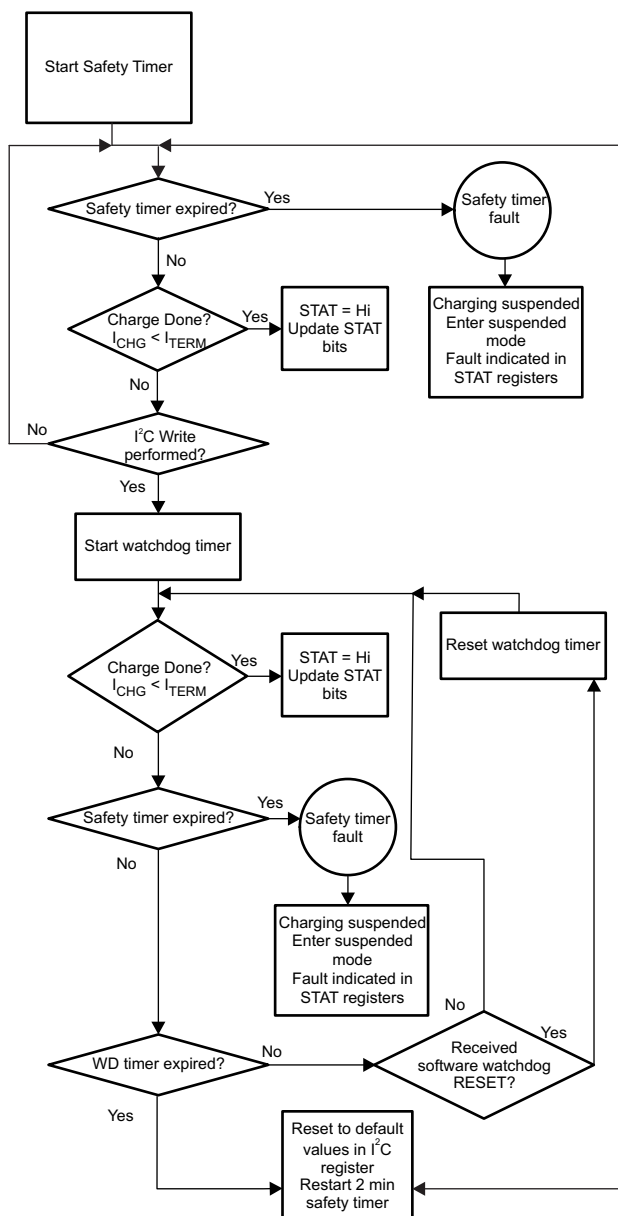 Start Safety Timer
Safety timer expired?
Yes
Safety timer
fault
No
Charge Done?
I_CHG < I_TERM
Yes
STAT = Hi
Update STAT
bits
Charging suspended
Enter suspended
mode
Fault indicated in
STAT registers
No
No
I²C Write
performed?
Yes
Start watchdog timer
Reset watchdog timer
Charge Done?
I_CHG < I_TERM
Yes
STAT = Hi
Update STAT
bits
No
Safety timer expired?
Yes
Safety timer
fault
No
Charging suspended
Enter suspended
mode
Fault indicated in
STAT registers
No
Yes
WD timer expired?
No
Received
software watchdog
RESET?
Yes
Reset to default
values in I²C
register
Restart 2 min
safety timer